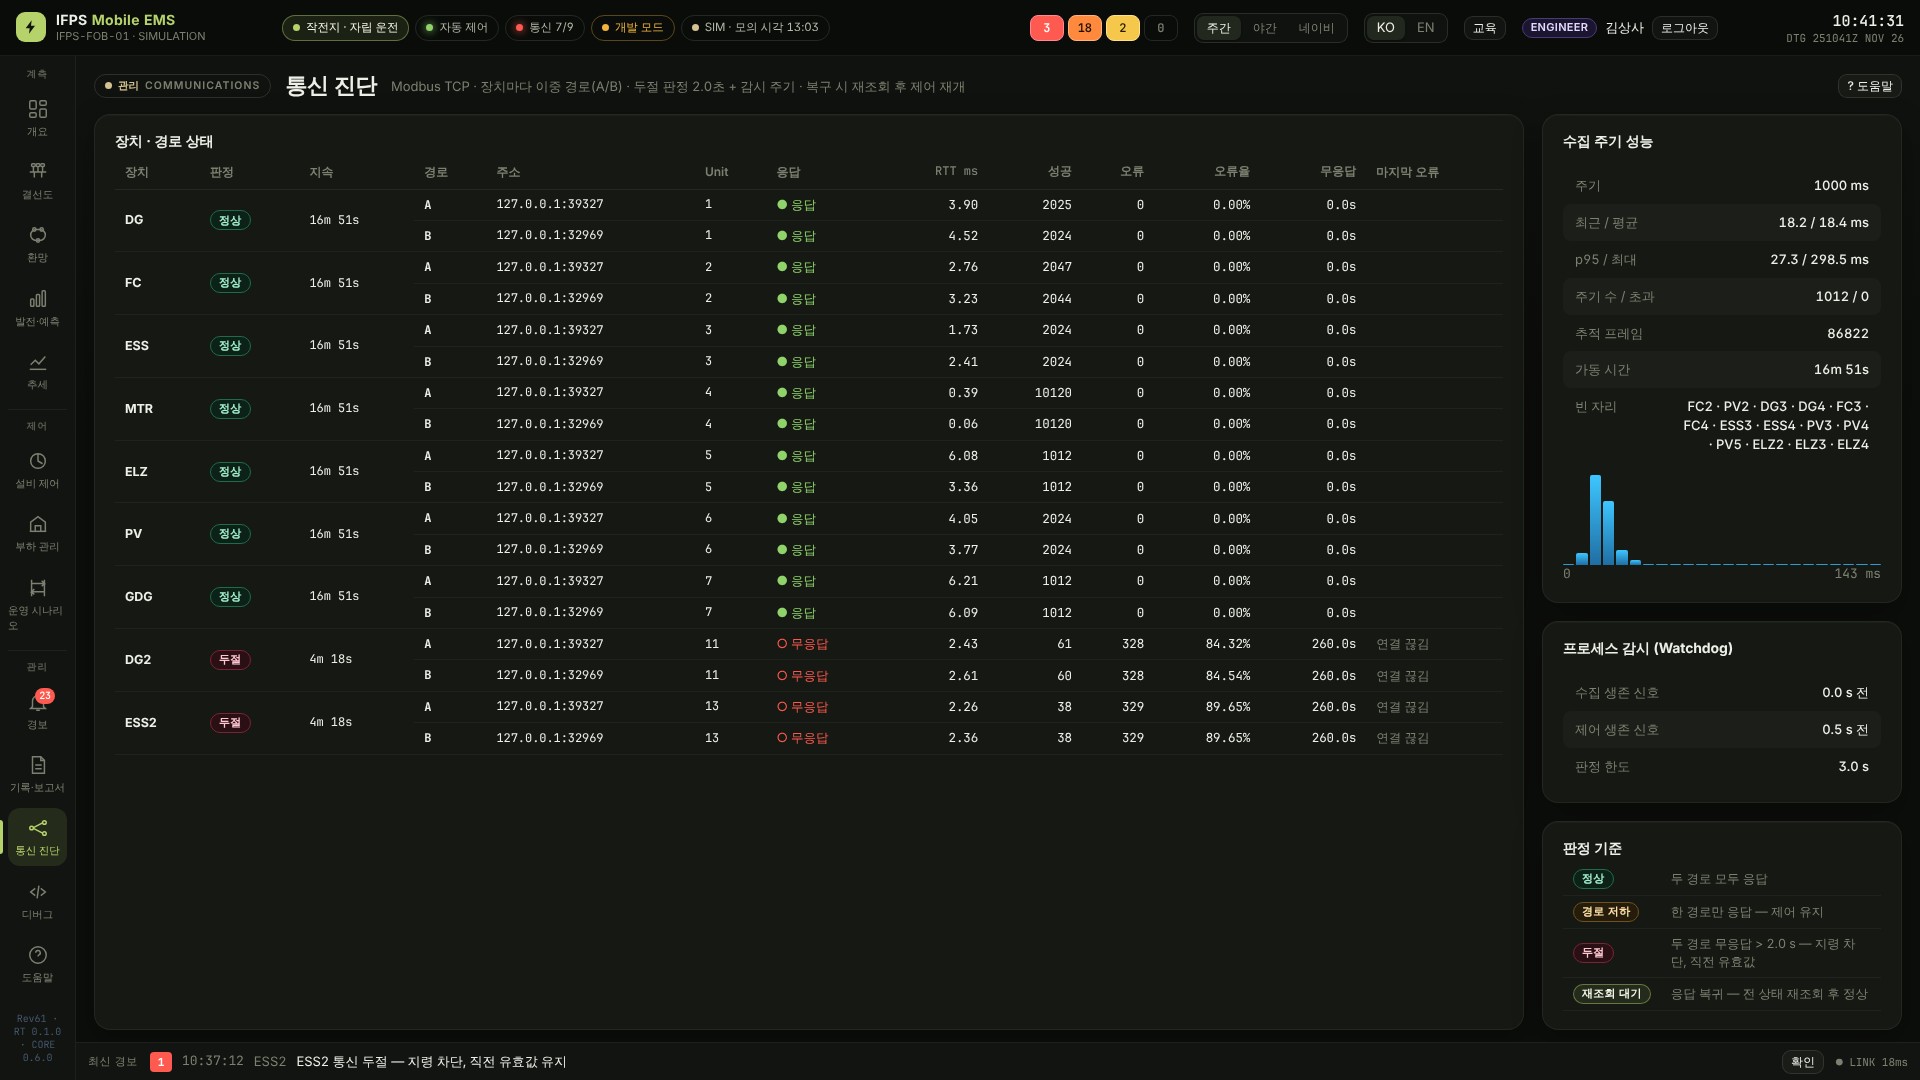 IFPS Mobile EMS
IFPS-FOB-01 · SIMULATION
작전지 · 자립 운전
자동 제어
통신 7/9
개발 모드
SIM · 모의 시각 13:03
3 18 2 0
주간 야간 네이비
KO EN
교육
ENGINEER 김상사 로그아웃
10:41:31
DTG 251041Z NOV 26
계측
개요
결선도
환망
발전·예측
추세
제어
설비 제어
부하 관리
운영 시나리
오
관리
23
경보
기록·보고서
통신 진단
디버그
도움말
Rev61 ·
RT 0.1.0
· CORE
0.6.0
관리 COMMUNICATIONS
통신 진단
Modbus TCP · 장치마다 이중 경로(A/B) · 두절 판정 2.0초 + 감시 주기 · 복구 시 재조회 후 제어 재개
? 도움말
장치 · 경로 상태
장치 판정 지속 경로 주소 Unit 응답 RTT ms 성공 오류 오류율 무응답 마지막 오류
DG 정상 16m 51s A 127.0.0.1:39327 1 응답 3.90 2025 0 0.00% 0.0s
B 127.0.0.1:32969 1 응답 4.52 2024 0 0.00% 0.0s
FC 정상 16m 51s A 127.0.0.1:39327 2 응답 2.76 2047 0 0.00% 0.0s
B 127.0.0.1:32969 2 응답 3.23 2044 0 0.00% 0.0s
ESS 정상 16m 51s A 127.0.0.1:39327 3 응답 1.73 2024 0 0.00% 0.0s
B 127.0.0.1:32969 3 응답 2.41 2024 0 0.00% 0.0s
MTR 정상 16m 51s A 127.0.0.1:39327 4 응답 0.39 10120 0 0.00% 0.0s
B 127.0.0.1:32969 4 응답 0.06 10120 0 0.00% 0.0s
ELZ 정상 16m 51s A 127.0.0.1:39327 5 응답 6.08 1012 0 0.00% 0.0s
B 127.0.0.1:32969 5 응답 3.36 1012 0 0.00% 0.0s
PV 정상 16m 51s A 127.0.0.1:39327 6 응답 4.05 2024 0 0.00% 0.0s
B 127.0.0.1:32969 6 응답 3.77 2024 0 0.00% 0.0s
GDG 정상 16m 51s A 127.0.0.1:39327 7 응답 6.21 1012 0 0.00% 0.0s
B 127.0.0.1:32969 7 응답 6.09 1012 0 0.00% 0.0s
DG2 두절 4m 18s A 127.0.0.1:39327 11 무응답 2.43 61 328 84.32% 260.0s 연결 끊김
B 127.0.0.1:32969 11 무응답 2.61 60 328 84.54% 260.0s 연결 끊김
ESS2 두절 4m 18s A 127.0.0.1:39327 13 무응답 2.26 38 329 89.65% 260.0s 연결 끊김
B 127.0.0.1:32969 13 무응답 2.36 38 329 89.65% 260.0s 연결 끊김
수집 주기 성능
주기 1000 ms
최근 / 평균 18.2 / 18.4 ms
p95 / 최대 27.3 / 298.5 ms
주기 수 / 초과 1012 / 0
추적 프레임 86822
가동 시간 16m 51s
빈 자리 FC2 · PV2 · DG3 · DG4 · FC3 ·
FC4 · ESS3 · ESS4 · PV3 · PV4
· PV5 · ELZ2 · ELZ3 · ELZ4
0 143 ms
프로세스 감시 (Watchdog)
수집 생존 신호 0.0 s 전
제어 생존 신호 0.5 s 전
판정 한도 3.0 s
판정 기준
정상 두 경로 모두 응답
경로 저하 한 경로만 응답 — 제어 유지
두절 두 경로 무응답 > 2.0 s — 지령 차
단, 직전 유효값
재조회 대기 응답 복귀 — 전 상태 재조회 후 정상
최신 경보 1 10:37:12 ESS2 ESS2 통신 두절 — 지령 차단, 직전 유효값 유지
확인 LINK 18ms